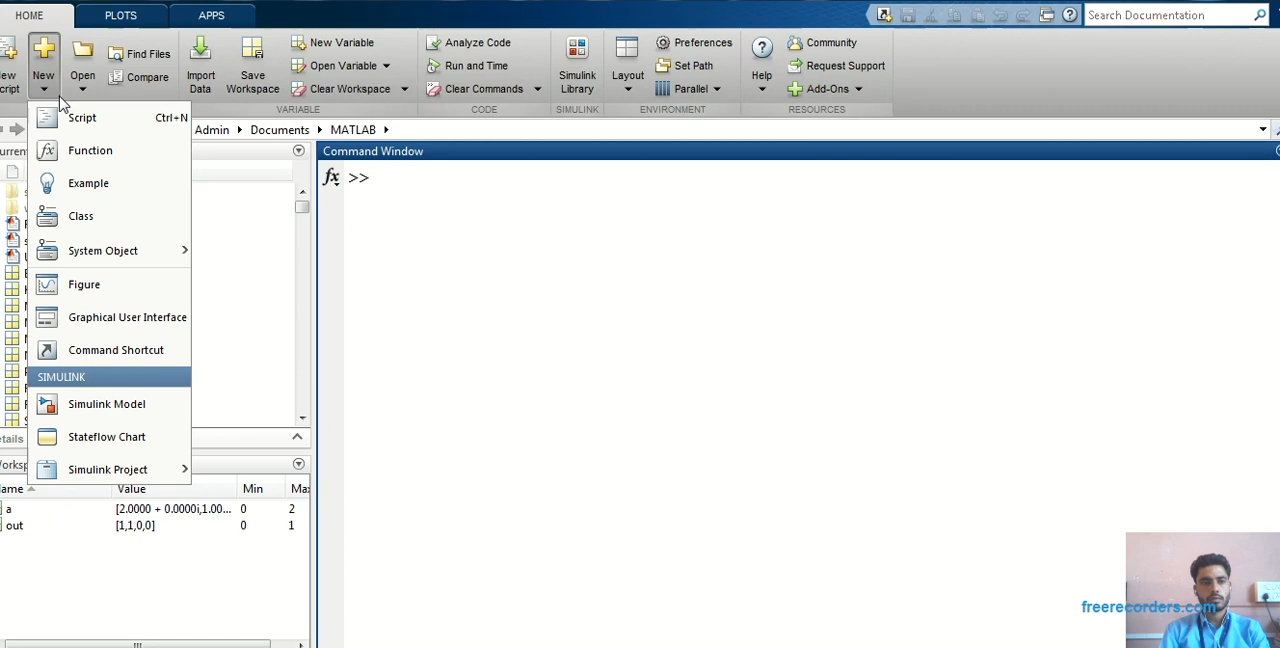 HOME PLOTS APPS
Search Documentation
New Variable Analyze Code Preferences Community
Find Files
Open Variable Run and Time Set Path Request Support
New Open Compare Import Data Save Workspace Simulink Library Layout Help
Clear Workspace Clear Commands Parallel Add-Ons
VARIABLE CODE SIMULINK ENVIRONMENT RESOURCES
Script Ctrl+N
Admin Documents MATLAB
Function
Command Window
fx >>
Example
Class
System Object
Figure
Graphical User Interface
Command Shortcut
SIMULINK
Simulink Model
Stateflow Chart
Simulink Project
Value Min
a [2.0000 + 0.0000i,1.00... 0 2
out [1,1,0,0] 0 1
freerecorders.com